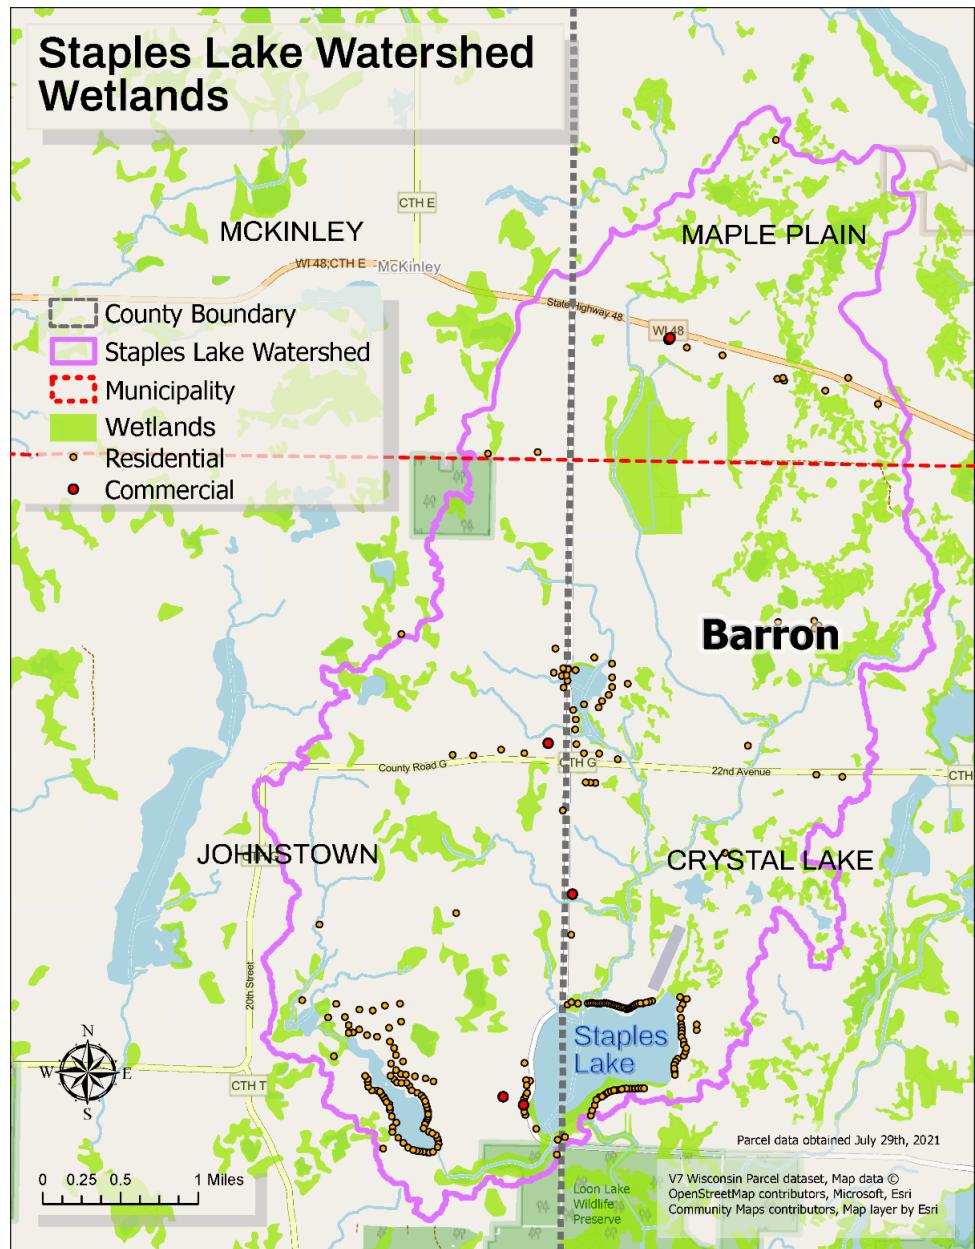 Staples Lake Watershed
Wetlands
CTH E
MCKINLEY
MAPLE PLAIN
WI 48;CTH E
McKinley
State Highway 48
WI 48
County Boundary
Staples Lake Watershed
Municipality
Wetlands
Residential
Commercial
Barron
County Road G
CTH G
22nd Avenue
CTH
JOHNSTOWN
CRYSTAL LAKE
20th Street
Staples
Lake
N
W
E
S
CTH T
Parcel data obtained July 29th, 2021
0 0.25 0.5 1 Miles
Loon Lake
Wildlife
Preserve
V7 Wisconsin Parcel dataset, Map data ©
OpenStreetMap contributors, Microsoft, Esri
Community Maps contributors, Map layer by Esri